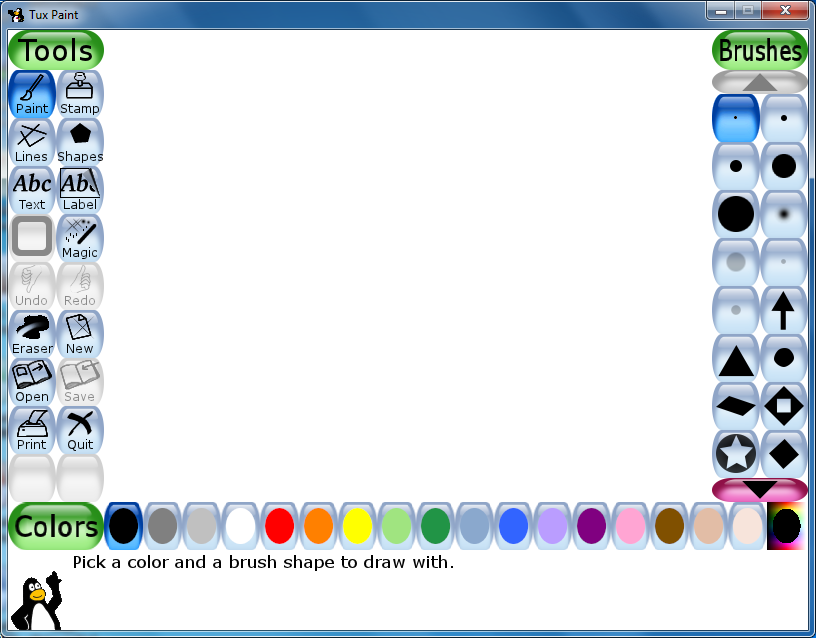 Tux Paint
Tools
Brushes
Paint
Stamp
Lines
Shapes
Abc
Abc
Text
Label
Magic
Undo
Redo
Eraser
New
Open
Save
Print
Quit
Colors
Pick a color and a brush shape to draw with.